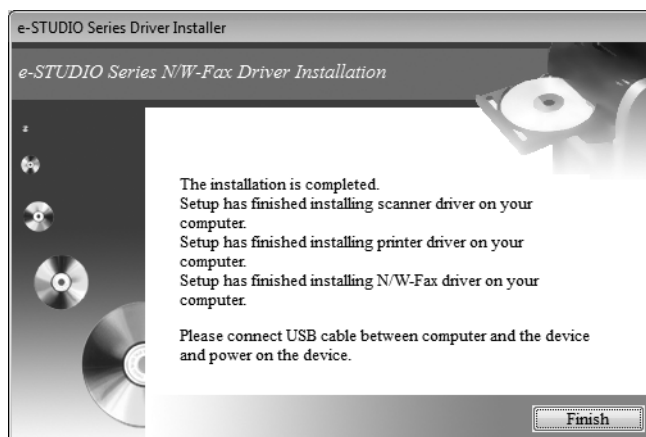 e-STUDIO Series Driver Installer
e-STUDIO Series N/W-Fax Driver Installation
The installation is completed.
Setup has finished installing scanner driver on your
computer.
Setup has finished installing printer driver on your
computer.
Setup has finished installing N/W-Fax driver on your
computer.
Please connect USB cable between computer and the device
and power on the device.
Finish